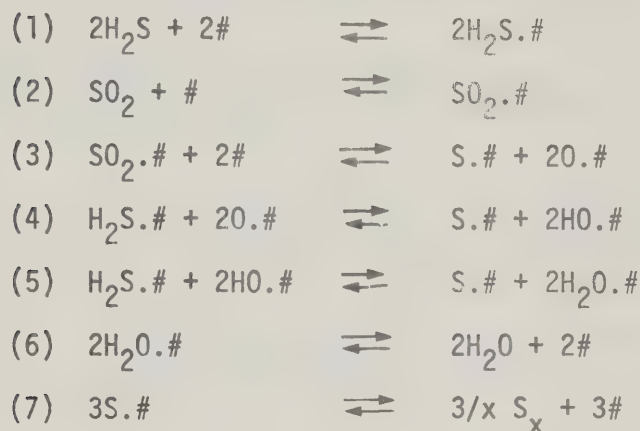 (1) 2H₂S + 2# ⇌ 2H₂S.#
(2) SO₂ + # ⇌ SO₂.#
(3) SO₂.# + 2# ⇌ S.# + 2O.#
(4) H₂S.# + 2O.# ⇌ S.# + 2HO.#
(5) H₂S.# + 2HO.# ⇌ S.# + 2H₂O.#
(6) 2H₂O.# ⇌ 2H₂O + 2#
(7) 3S.# ⇌ 3/x Sₓ + 3#